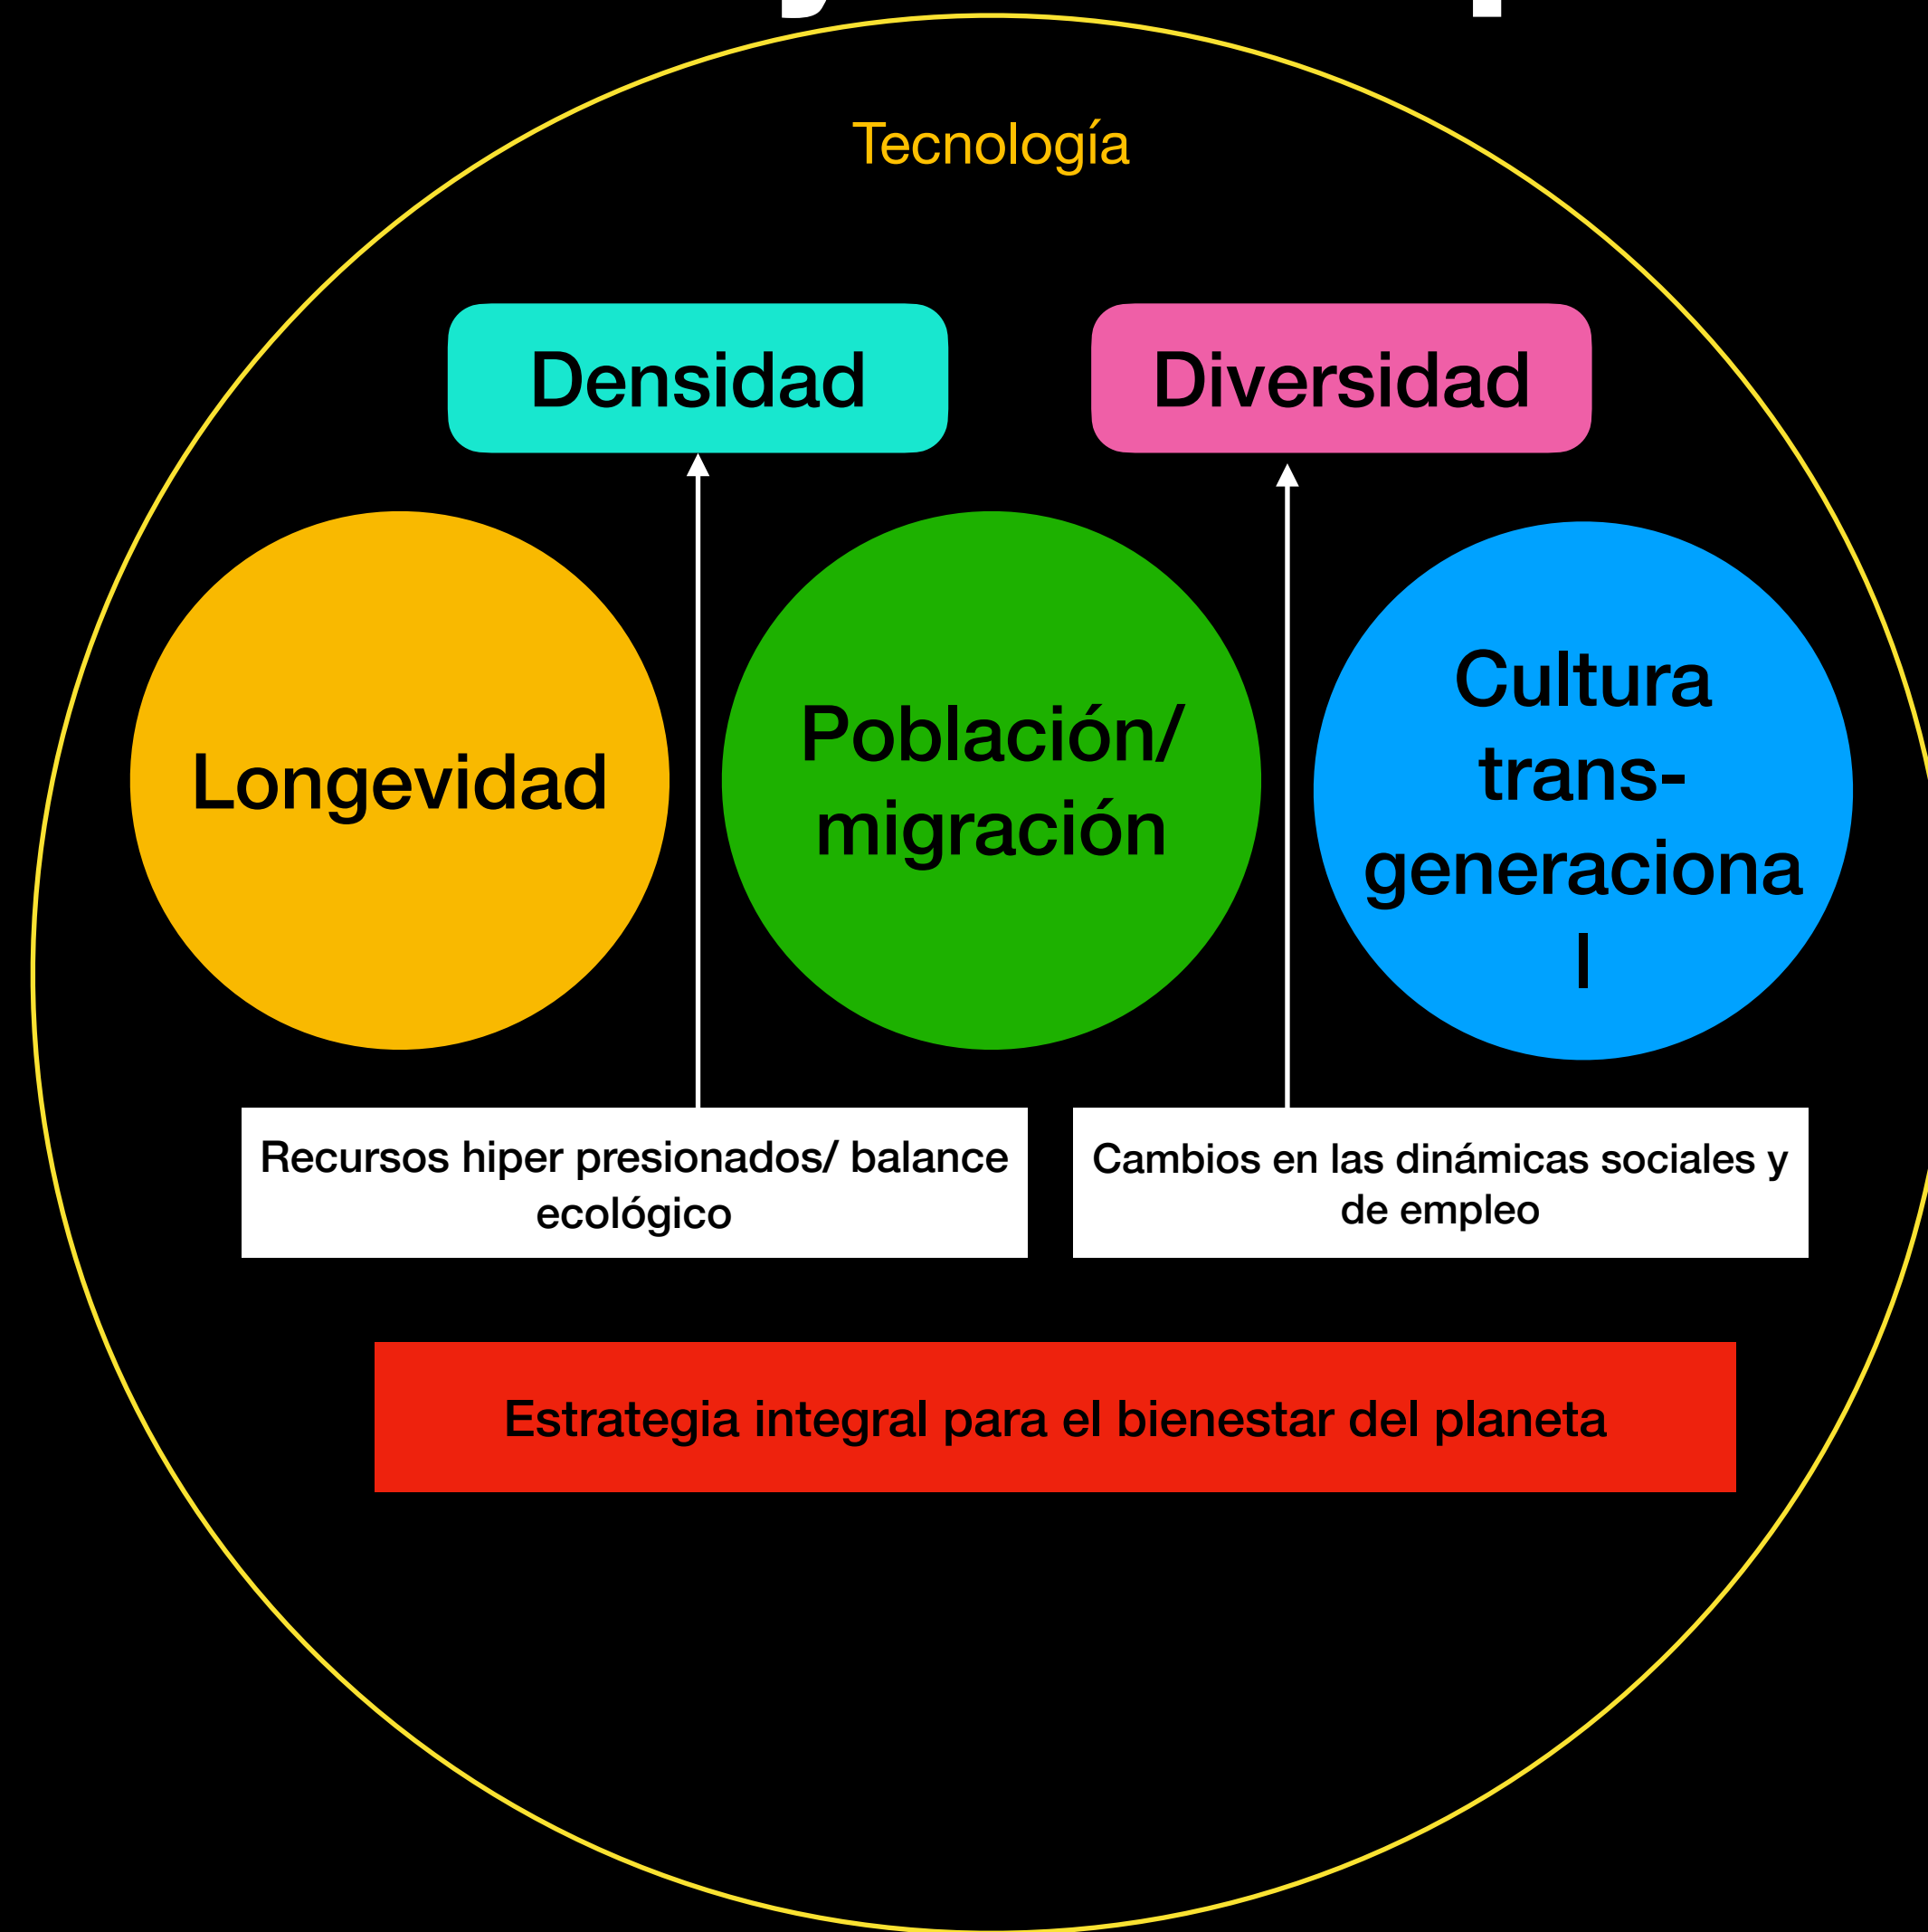 Tecnología
Densidad
Diversidad
Longevidad
Población/
migración
Cultura
trans-
generaciona
l
Recursos hiper presionados/ balance
ecológico
Cambios en las dinámicas sociales y
de empleo
Estrategia integral para el bienestar del planeta